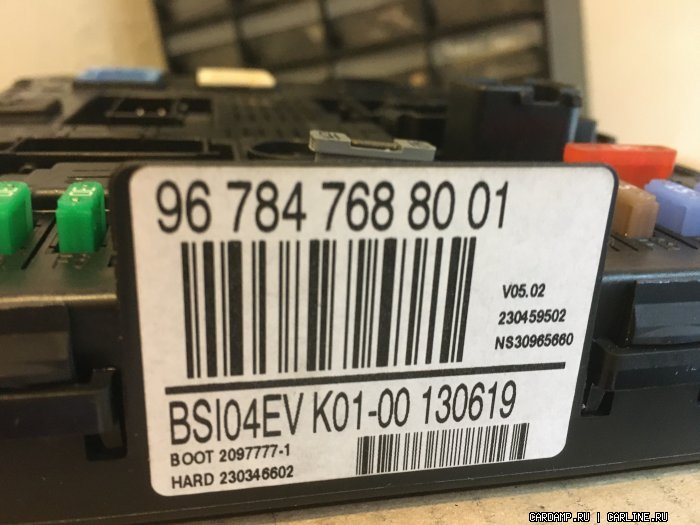 96 784 768 80 01
V05.02
230459502
NS30965660
BSI04EV K01-00 130619
BOOT 2097777-1
HARD 230346602
CARDAMP.RU | CARLINE.RU